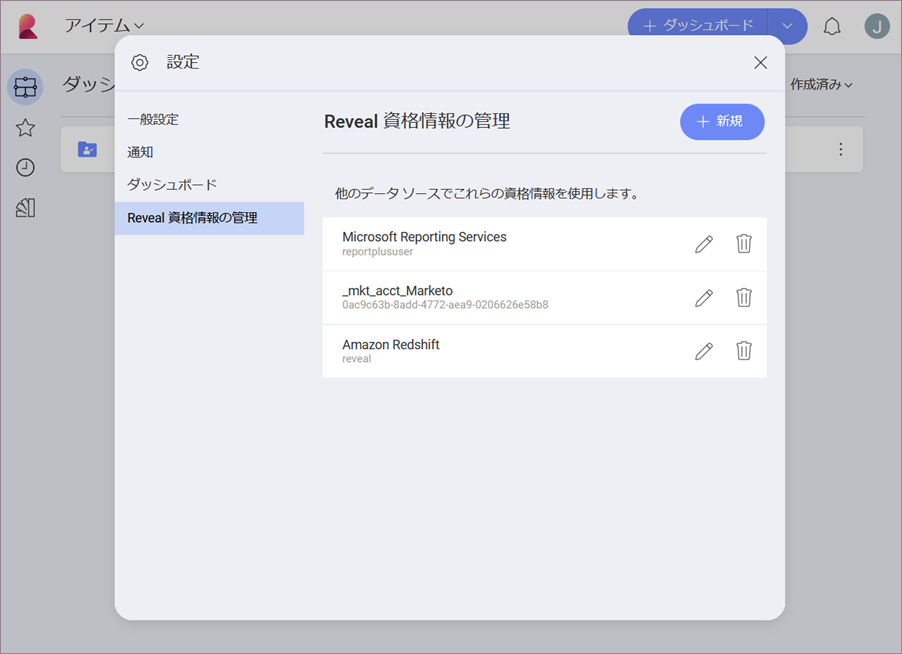 アイテム
+ ダッシュボード
J
ダッシ
作成済み
設定
一般設定
通知
ダッシュボード
Reveal 資格情報の管理
Reveal 資格情報の管理
+ 新規
他のデータ ソースでこれらの資格情報を使用します。
Microsoft Reporting Services
reportplususer
_mkt_acct_Marketo
0ac9c63b-8add-4772-aea9-0206626e58b8
Amazon Redshift
reveal